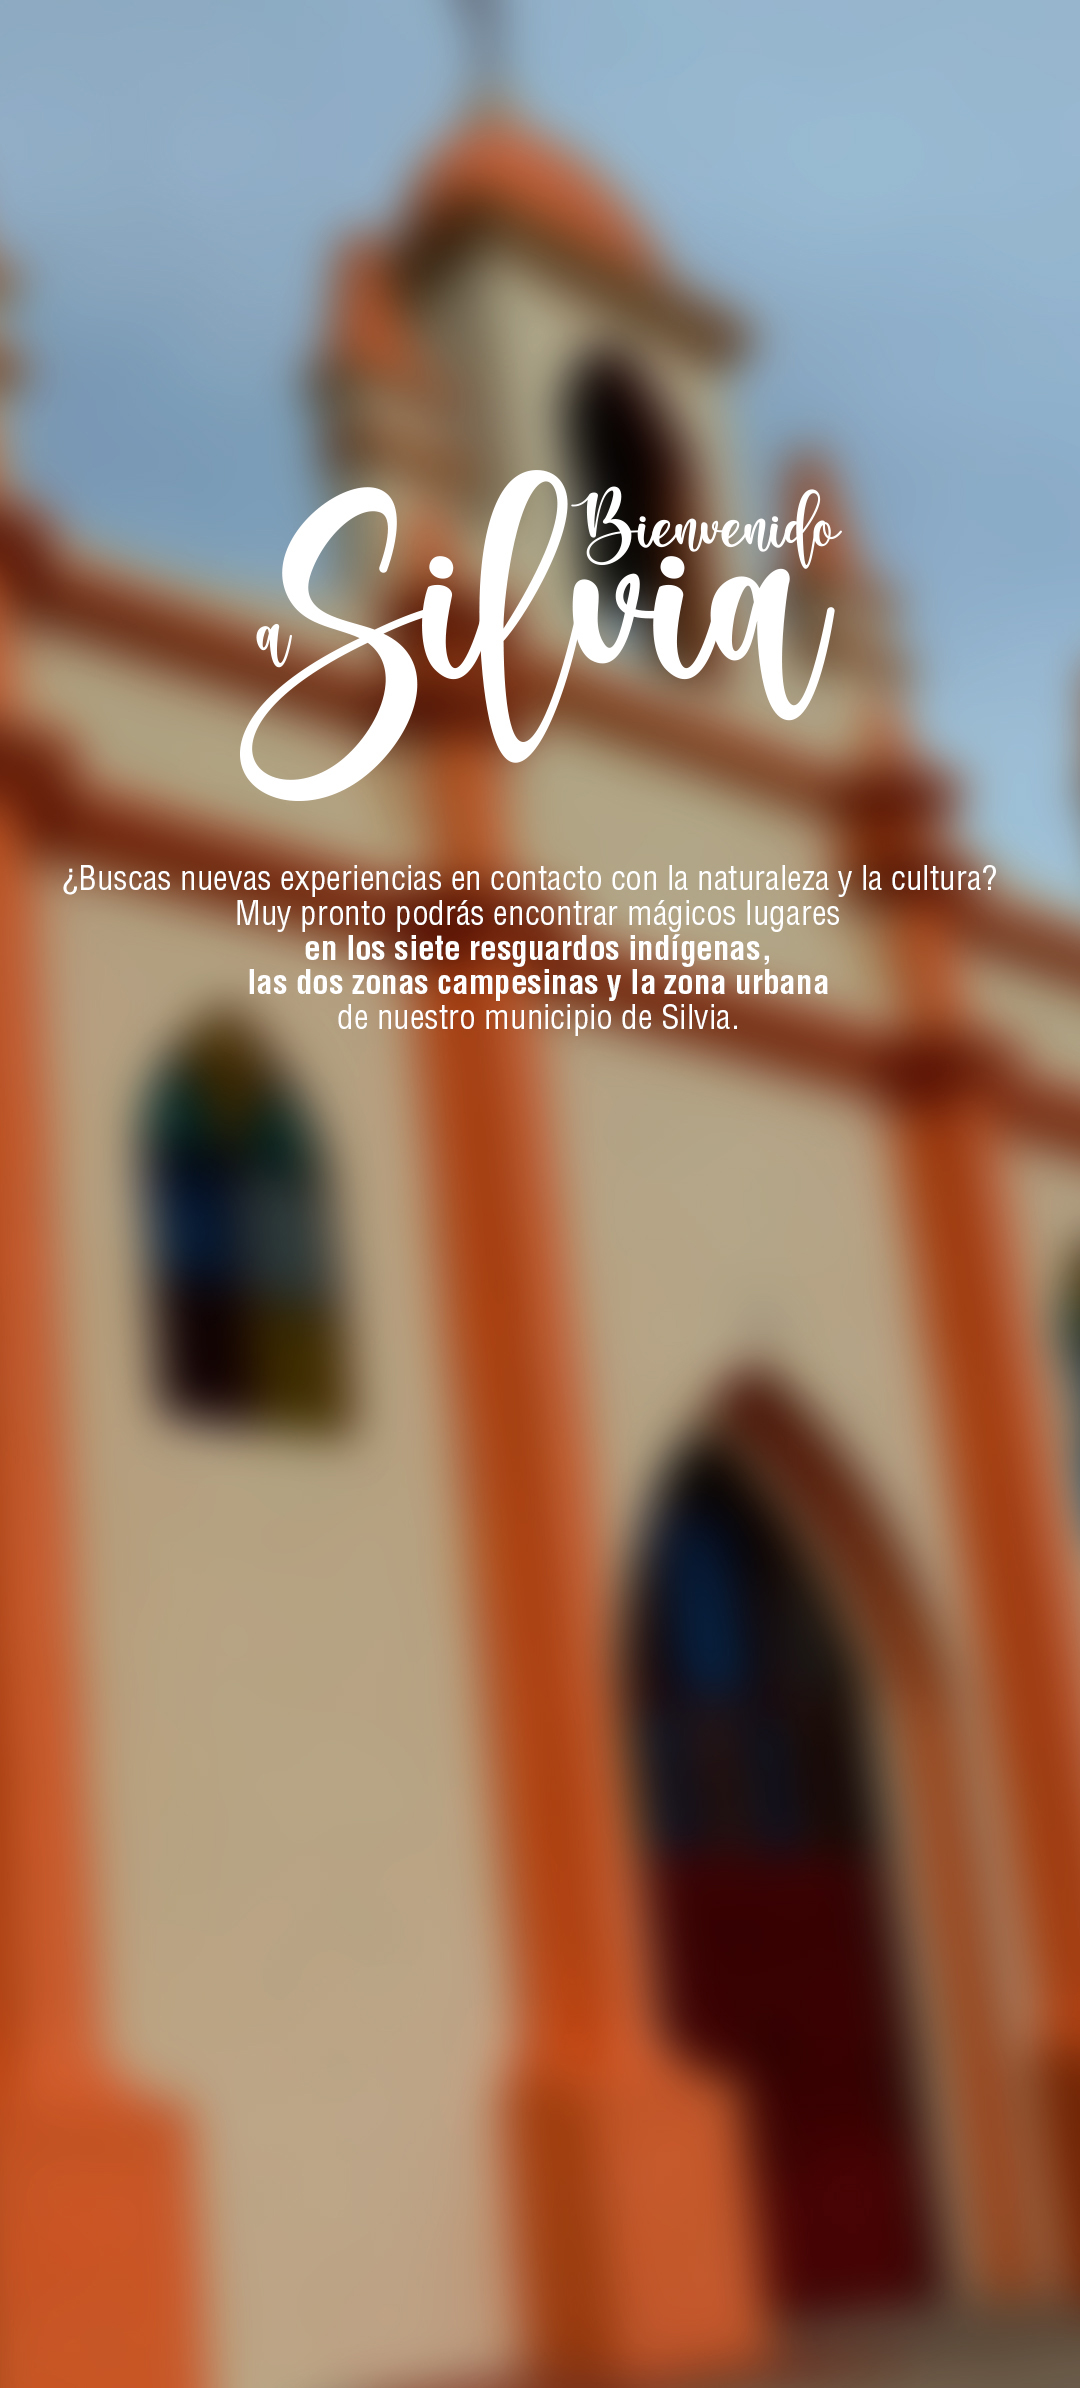 Bienvenido
a Silvia
¿Buscas nuevas experiencias en contacto con la naturaleza y la cultura?
Muy pronto podrás encontrar mágicos lugares
en los siete resguardos indígenas,
las dos zonas campesinas y la zona urbana
de nuestro municipio de Silvia.